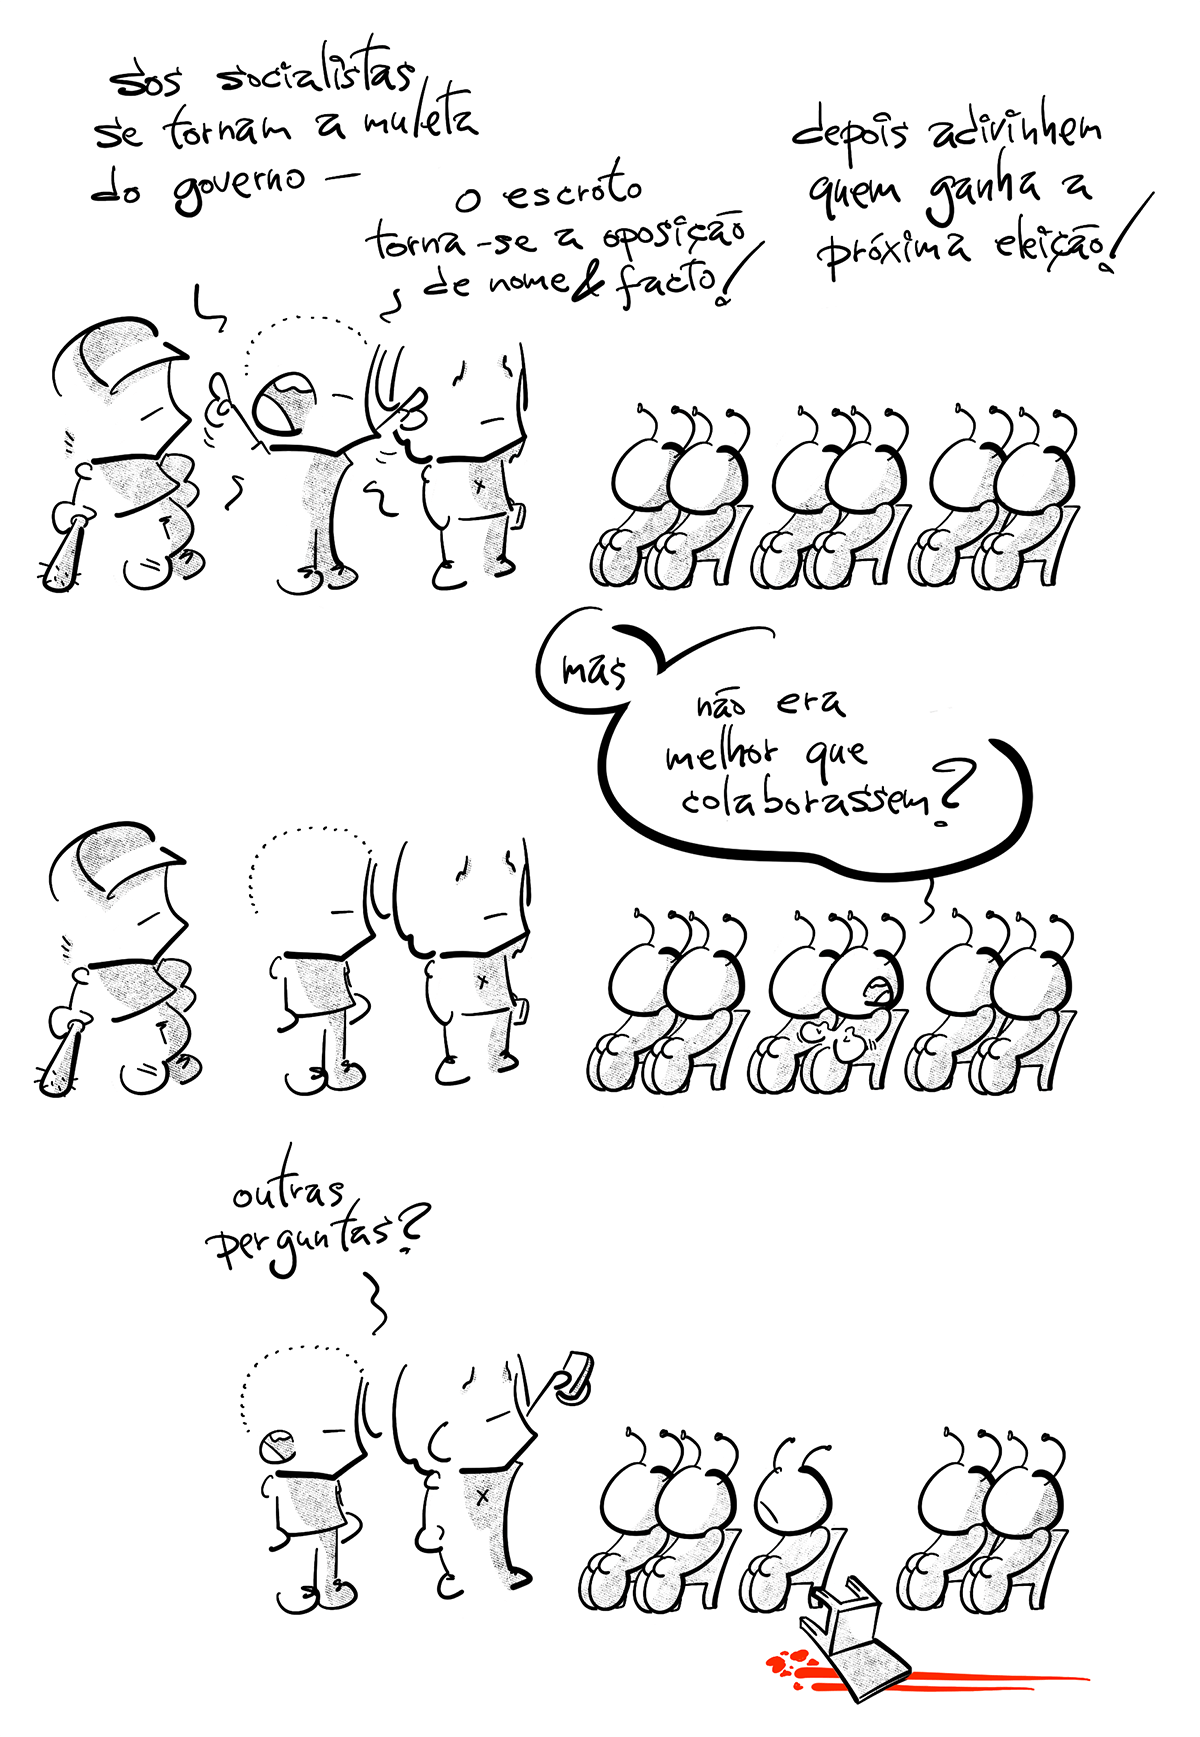 sos socialistas
se tornam a muleta
do governo —
o escroto
torna-se a oposição
de nome & facto!
depois adivinhem
quem ganha a
próxima eleição!
mas
não era
melhor que
colaborassem?
outras
perguntas?